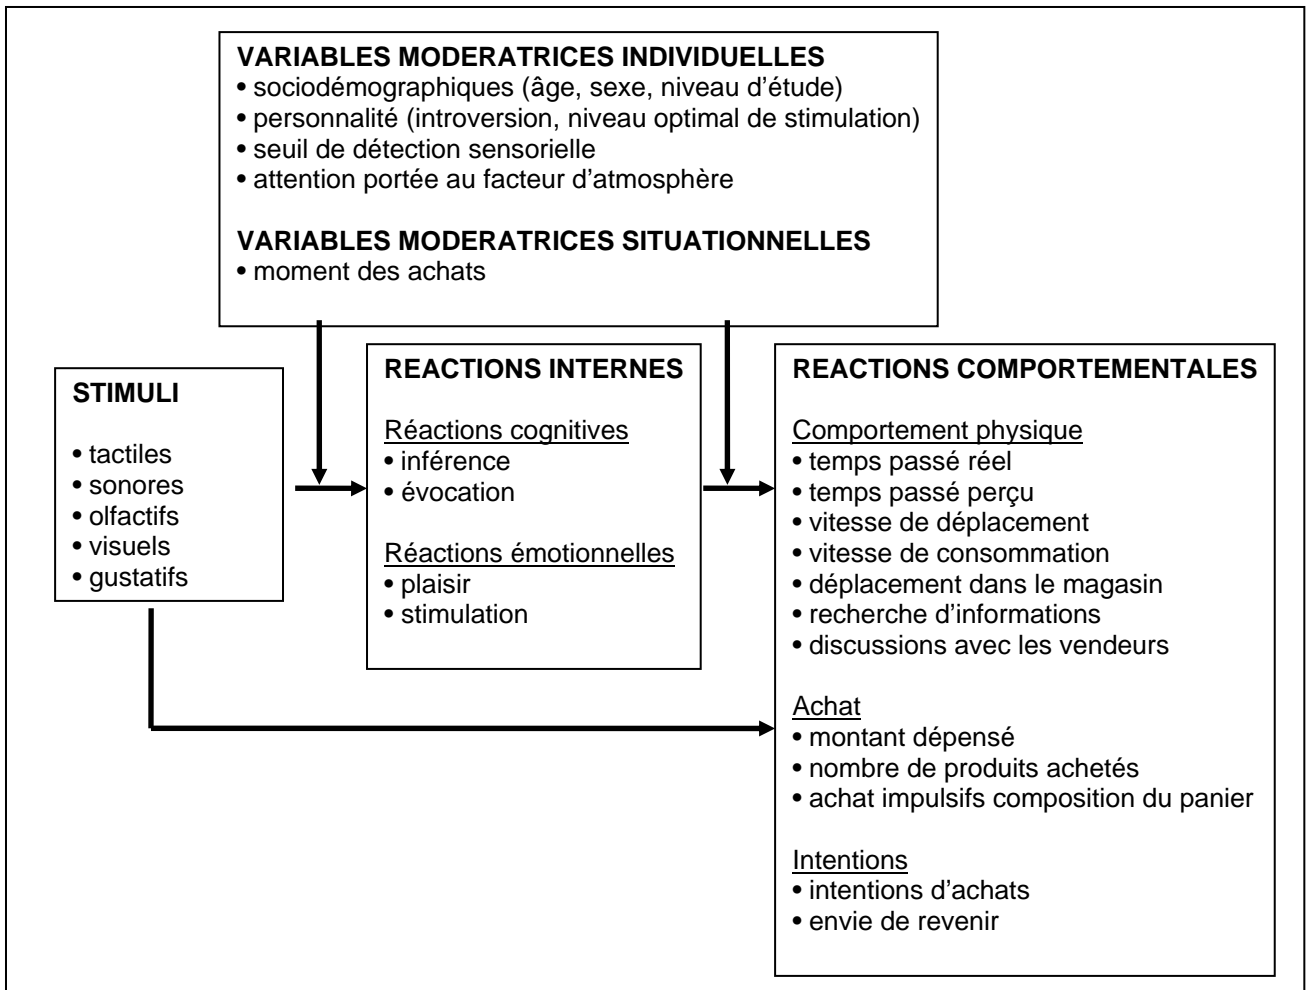 VARIABLES MODERATRICES INDIVIDUELLES
• sociodémographiques (âge, sexe, niveau d'étude)
• personnalité (introversion, niveau optimal de stimulation)
• seuil de détection sensorielle
• attention portée au facteur d'atmosphère
VARIABLES MODERATRICES SITUATIONNELLES
• moment des achats
STIMULI
• tactiles
• sonores
• olfactifs
• visuels
• gustatifs
REACTIONS INTERNES
Réactions cognitives
• inférence
• évocation
Réactions émotionnelles
• plaisir
• stimulation
REACTIONS COMPORTEMENTALES
Comportement physique
• temps passé réel
• temps passé perçu
• vitesse de déplacement
• vitesse de consommation
• déplacement dans le magasin
• recherche d'informations
• discussions avec les vendeurs
Achat
• montant dépensé
• nombre de produits achetés
• achat impulsifs composition du panier
Intentions
• intentions d'achats
• envie de revenir